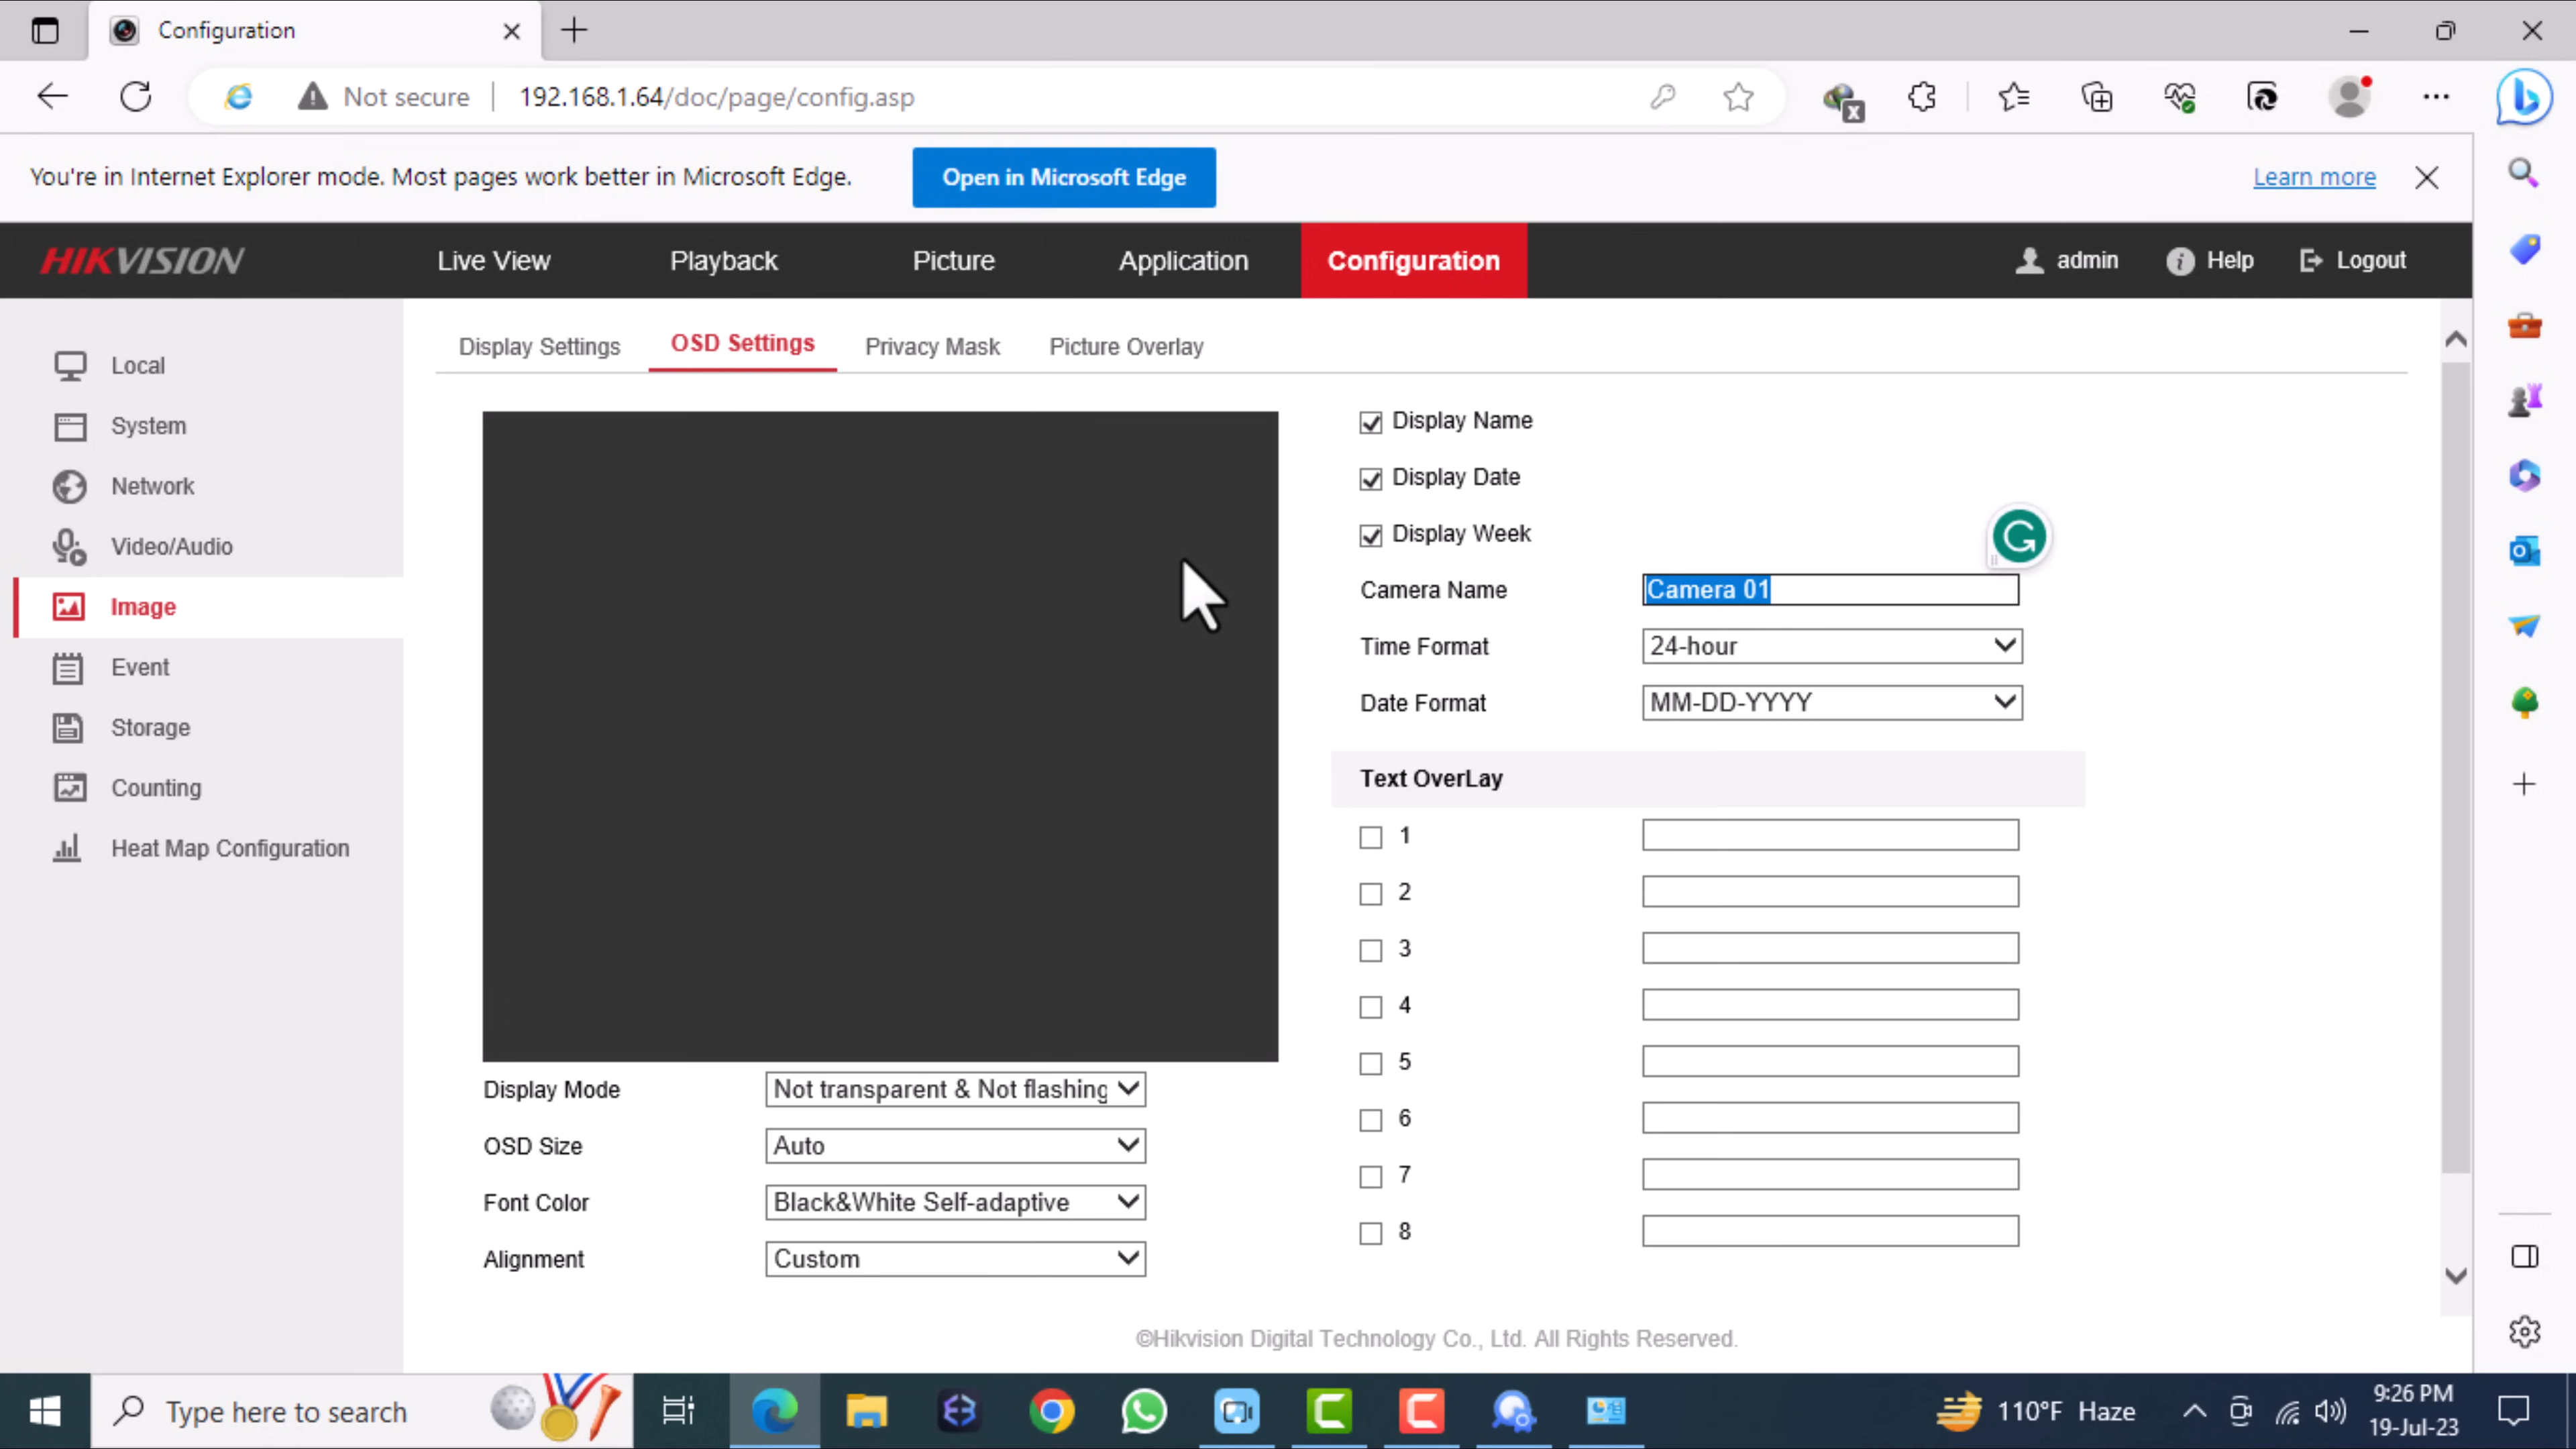 Configuration
Not secure 192.168.1.64/doc/page/config.asp
You're in Internet Explorer mode. Most pages work better in Microsoft Edge.
Open in Microsoft Edge
Learn more
HIKVISION
Live View
Playback
Picture
Application
Configuration
admin
Help
Logout
Local
System
Network
Video/Audio
Image
Event
Storage
Counting
Heat Map Configuration
Display Settings
OSD Settings
Privacy Mask
Picture Overlay
Display Mode Not transparent & Not flashing
OSD Size Auto
Font Color Black&White Self-adaptive
Alignment Custom
Display Name
Display Date
Display Week
Camera Name Camera 01
Time Format 24-hour
Date Format MM-DD-YYYY
Text OverLay
1
2
3
4
5
6
7
8
©Hikvision Digital Technology Co., Ltd. All Rights Reserved.
Type here to search
110°F Haze
9:26 PM
19-Jul-23